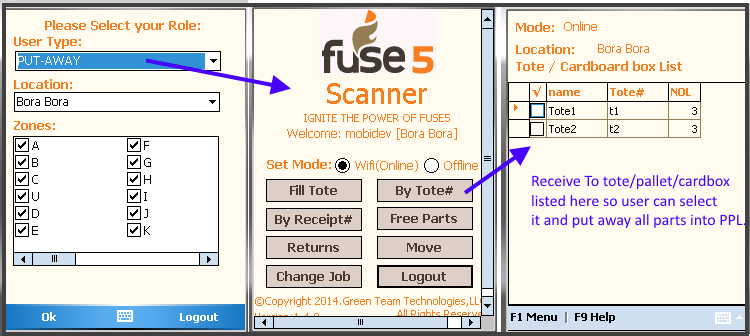 Please Select your Role:
User Type:
PUT-AWAY
Location:
Bora Bora
Zones:
A
F
B
G
C
H
U
I
D
J
E
K
Ok
Logout
fuse 5
Scanner
IGNITE THE POWER OF FUSE5
Welcome: mobidev [Bora Bora]
Set Mode: Wifi(Online) Offline
Fill Tote
By Tote#
By Receipt#
Free Parts
Returns
Move
Change Job
Logout
©Copyright 2014.Green Team Technologies,LLC
All Rights Reserve
Mode: Online
Location: Bora Bora
Tote / Cardboard box List
√ name Tote# NOL
Tote1 t1 3
Tote2 t2 3
Receive To tote/pallet/cardbox
listed here so user can select
it and put away all parts into PPL.
F1 Menu | F9 Help